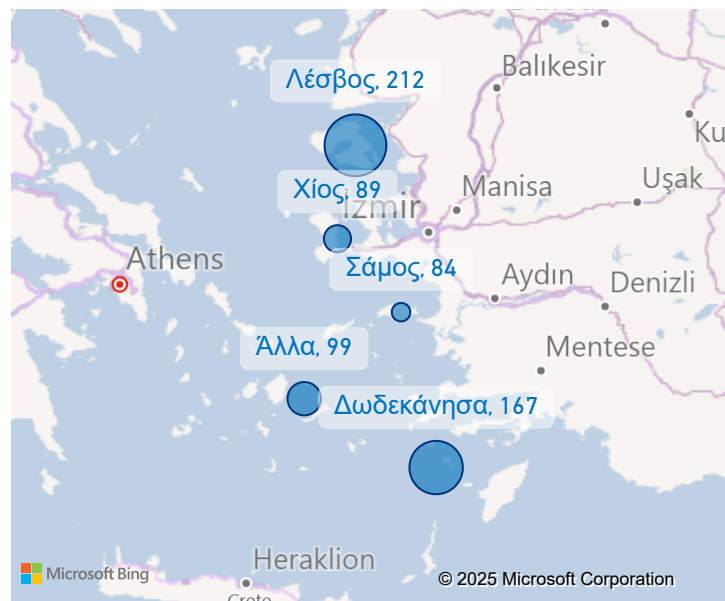 Λέσβος, 212
Balıkesir
Χίος, 89
Manisa
Uşak
İzmir
Athens
Σάμος, 84
Aydın
Denizli
Άλλα, 99
Mentese
Δωδεκάνησα, 167
Heraklion
Microsoft Bing
© 2025 Microsoft Corporation
Crete